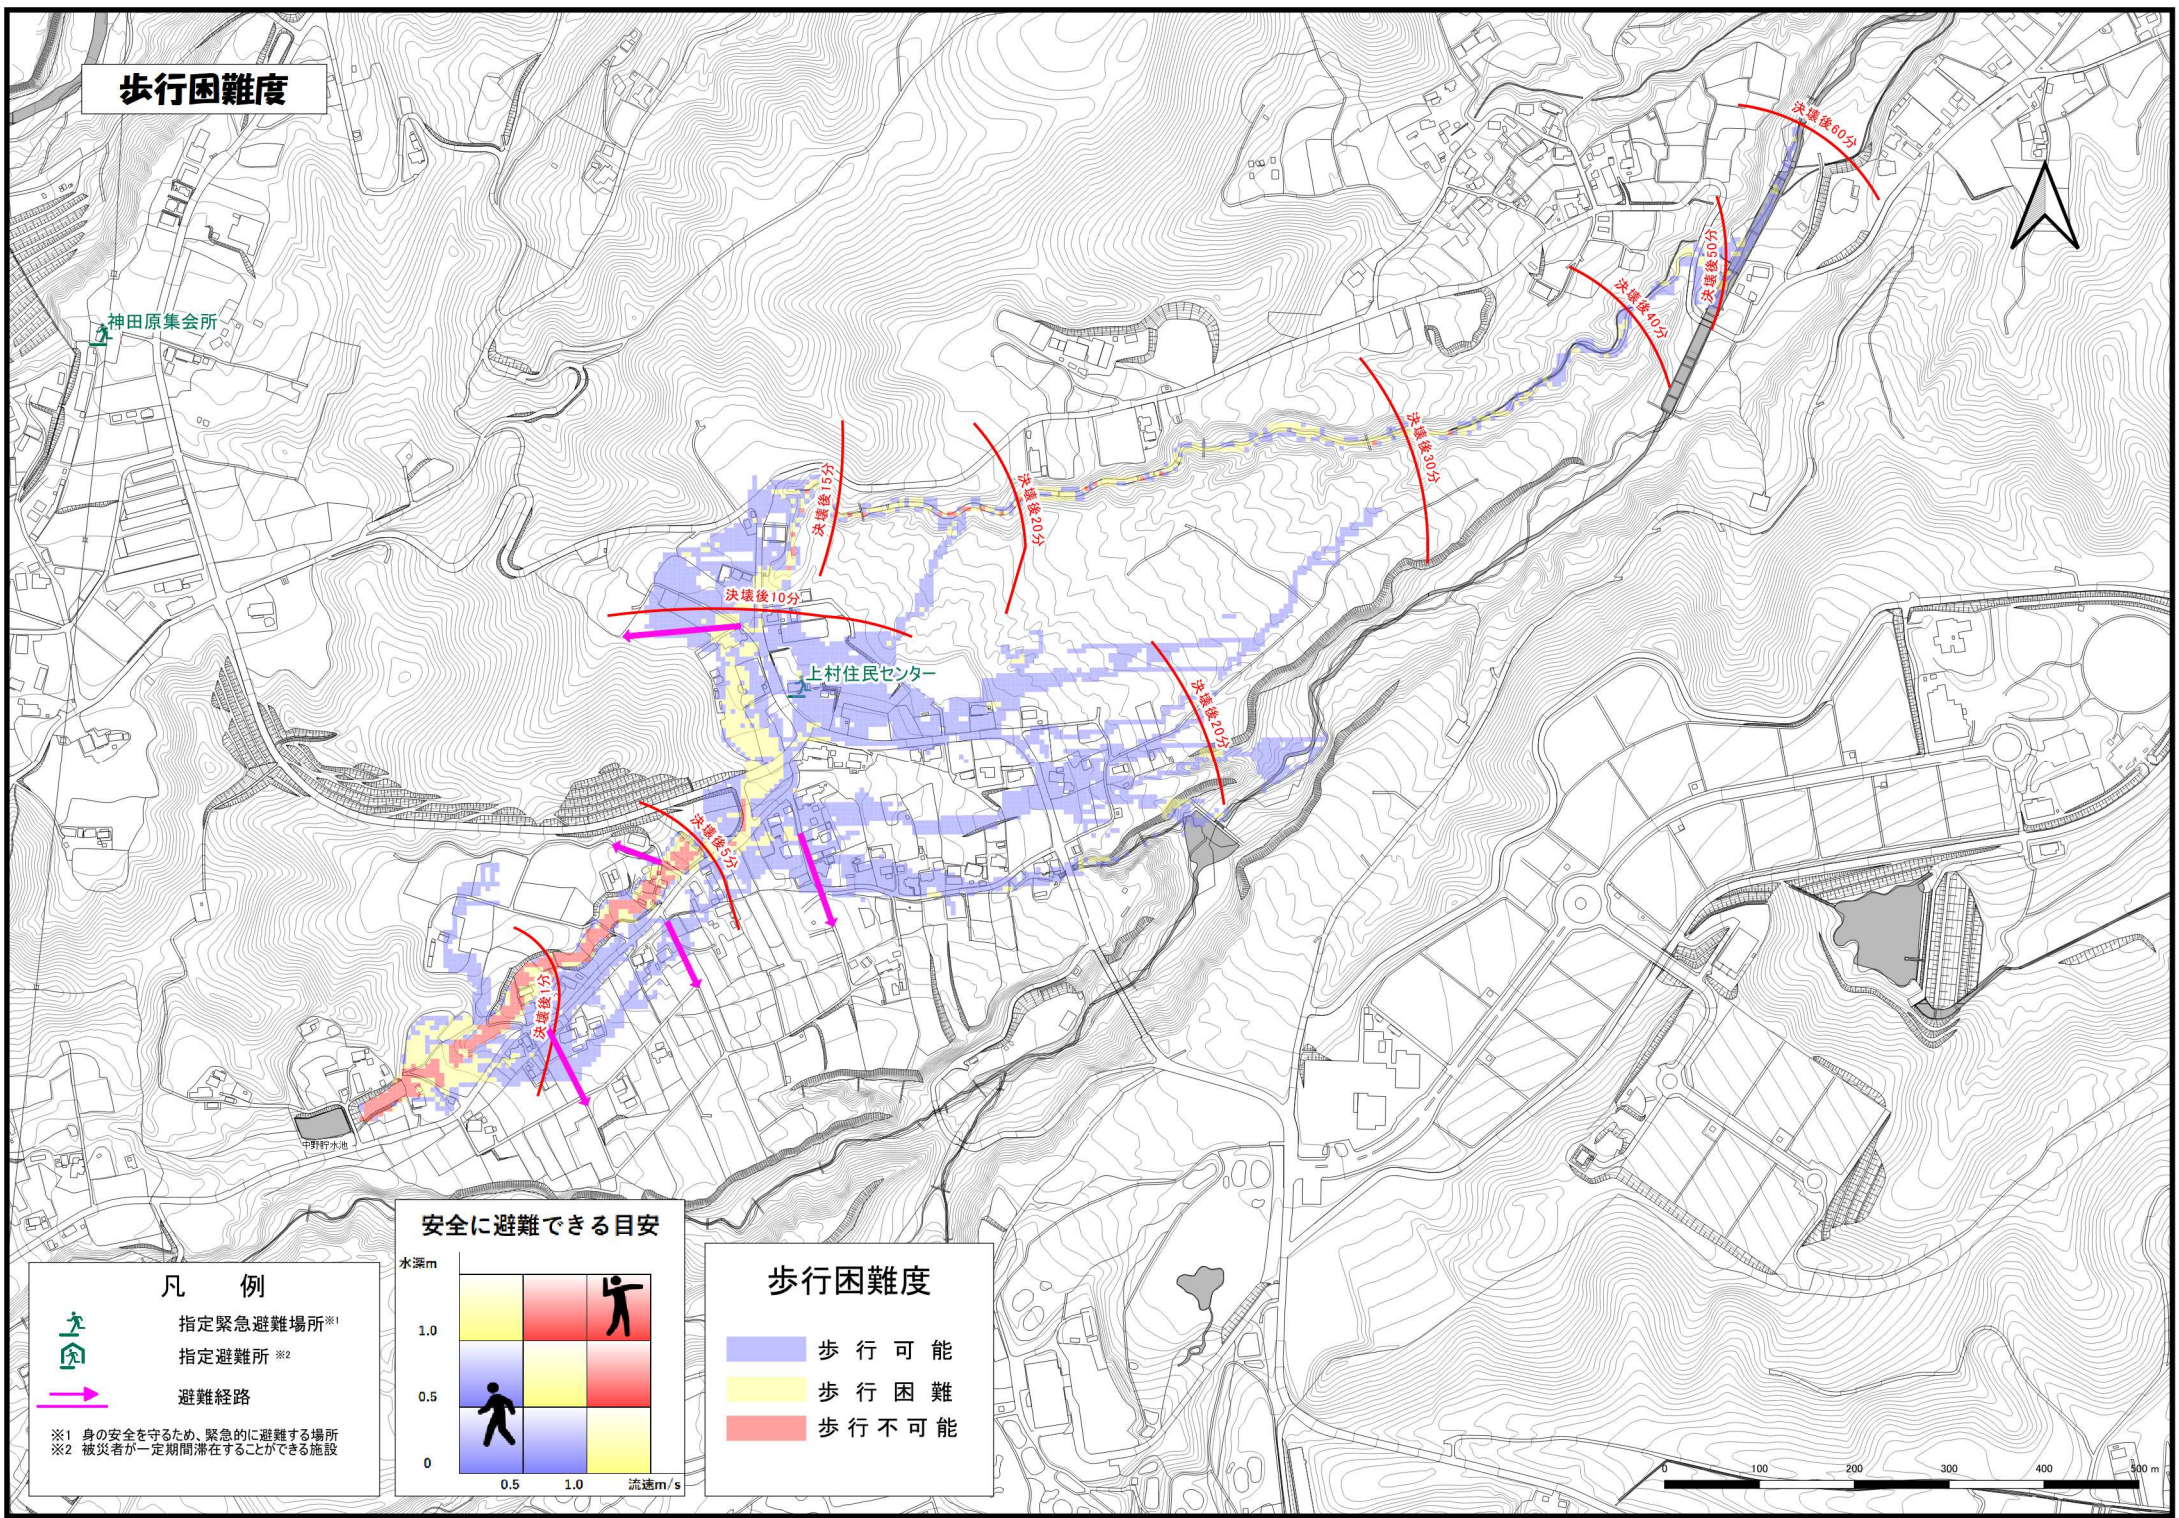 歩行困難度
決壊後60分
決壊後50分
決壊後40分
神田原集会所
決壊後30分
決壊後15分
決壊後20分
決壊後10分
上村住民センター
決壊後20分
決壊後5分
決壊後1分
中野貯水池
安全に避難できる目安
水深m
1.0
0.5
0
0.5 1.0 流速m/s
凡 例
指定緊急避難場所※1
指定避難所 ※2
避難経路
※1 身の安全を守るため、緊急的に避難する場所
※2 被災者が一定期間滞在することができる施設
歩行困難度
歩 行 可 能
歩 行 困 難
歩 行 不 可 能
0 100 200 300 400 500 m